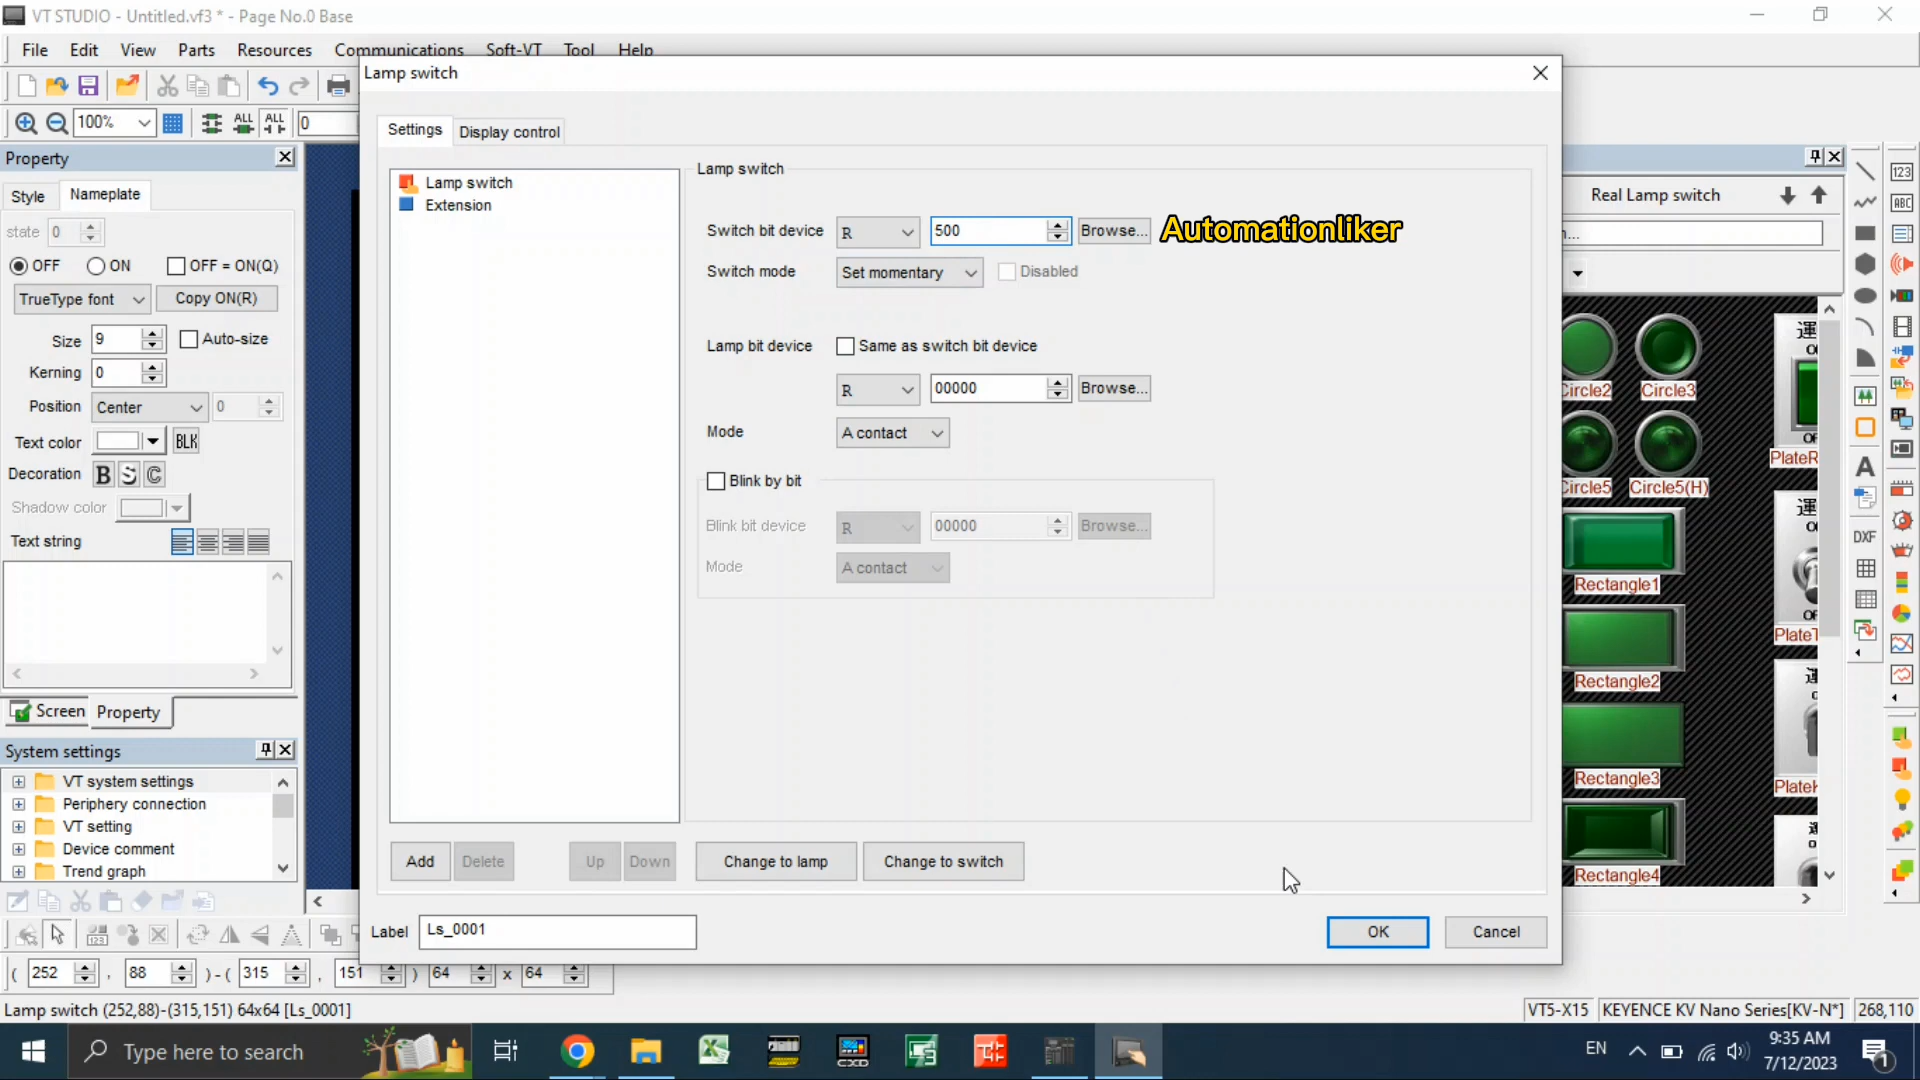 VT STUDIO - Untitled.vf3 * - Page No.0 Base
File Edit View Parts Resources Communications Soft-VT Tool Help
100% ALL ALL 0
Property
Style Nameplate
state 0
OFF ON OFF = ON(Q)
TrueType font Copy ON(R)
Size 9 Auto-size
Kerning 0
Position Center 0
Text color BLK
Decoration B S C
Shadow color
Text string
Screen Property
System settings
VT system settings
Periphery connection
VT setting
Device comment
Trend graph
Lamp switch
Settings Display control
Lamp switch
Extension
Lamp switch
Switch bit device R 500 Browse... Automationliker
Switch mode Set momentary Disabled
Lamp bit device Same as switch bit device
R 00000 Browse...
Mode A contact
Blink by bit
Blink bit device R 00000 Browse...
Mode A contact
Add Delete Up Down Change to lamp Change to switch
Label Ls_0001 OK Cancel
Real Lamp switch
...
Circle2 Circle3
Circle5 Circle5(H)
Rectangle1
Rectangle2
Rectangle3
Rectangle4
123
ABC
A
DXF
( 252 , 88 )-( 315 , 151 ) 64 x 64
Lamp switch (252,88)-(315,151) 64x64 [Ls_0001]
VT5-X15 KEYENCE KV Nano Series[KV-N*] 268,110
Type here to search
CXD
EN
9:35 AM
7/12/2023
1